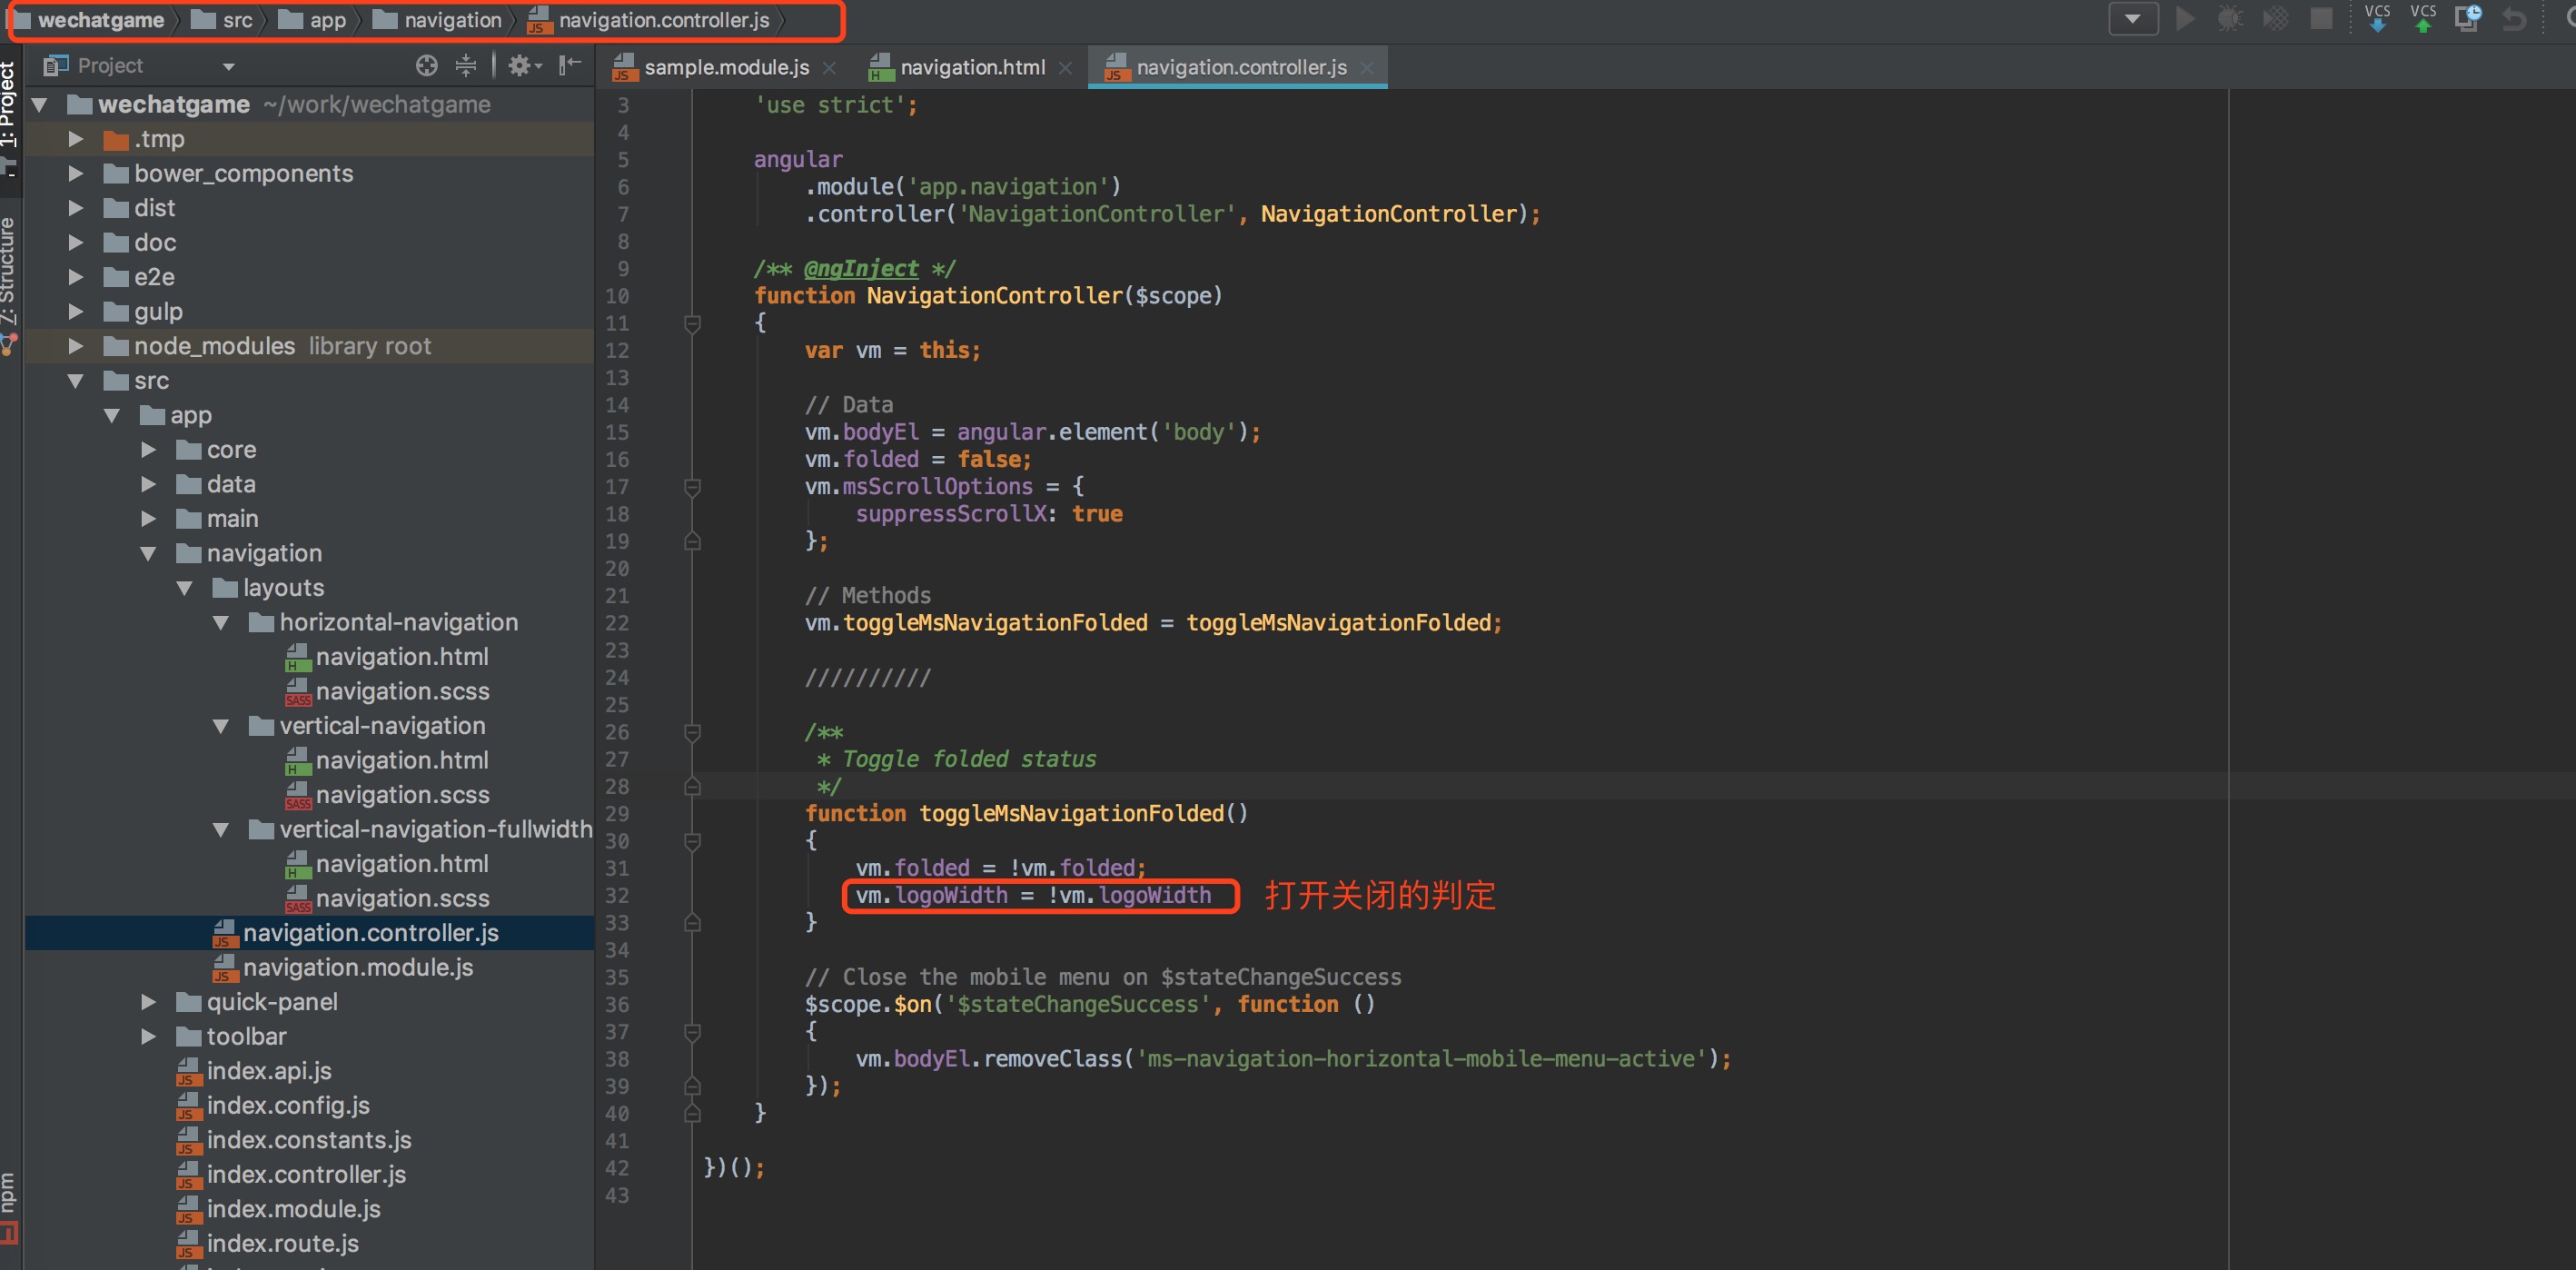 wechatgame src app navigation navigation.controller.js
VCS VCS
Project
sample.module.js navigation.html navigation.controller.js
1: Project
7: Structure
npm
wechatgame ~/work/wechatgame
.tmp
bower_components
dist
doc
e2e
gulp
node_modules library root
src
app
core
data
main
navigation
layouts
horizontal-navigation
navigation.html
navigation.scss
vertical-navigation
navigation.html
navigation.scss
vertical-navigation-fullwidth
navigation.html
navigation.scss
navigation.controller.js
navigation.module.js
quick-panel
toolbar
index.api.js
index.config.js
index.constants.js
index.controller.js
index.module.js
index.route.js
3 'use strict';
4
5 angular
6 .module('app.navigation')
7 .controller('NavigationController', NavigationController);
8
9 /** @ngInject */
10 function NavigationController($scope)
11 {
12 var vm = this;
13
14 // Data
15 vm.bodyEl = angular.element('body');
16 vm.folded = false;
17 vm.msScrollOptions = {
18 suppressScrollX: true
19 };
20
21 // Methods
22 vm.toggleMsNavigationFolded = toggleMsNavigationFolded;
23
24 //////////
25
26 /**
27 * Toggle folded status
28 */
29 function toggleMsNavigationFolded()
30 {
31 vm.folded = !vm.folded;
32 vm.logoWidth = !vm.logoWidth 打开关闭的判定
33 }
34
35 // Close the mobile menu on $stateChangeSuccess
36 $scope.$on('$stateChangeSuccess', function ()
37 {
38 vm.bodyEl.removeClass('ms-navigation-horizontal-mobile-menu-active');
39 });
40 }
41
42 })();
43